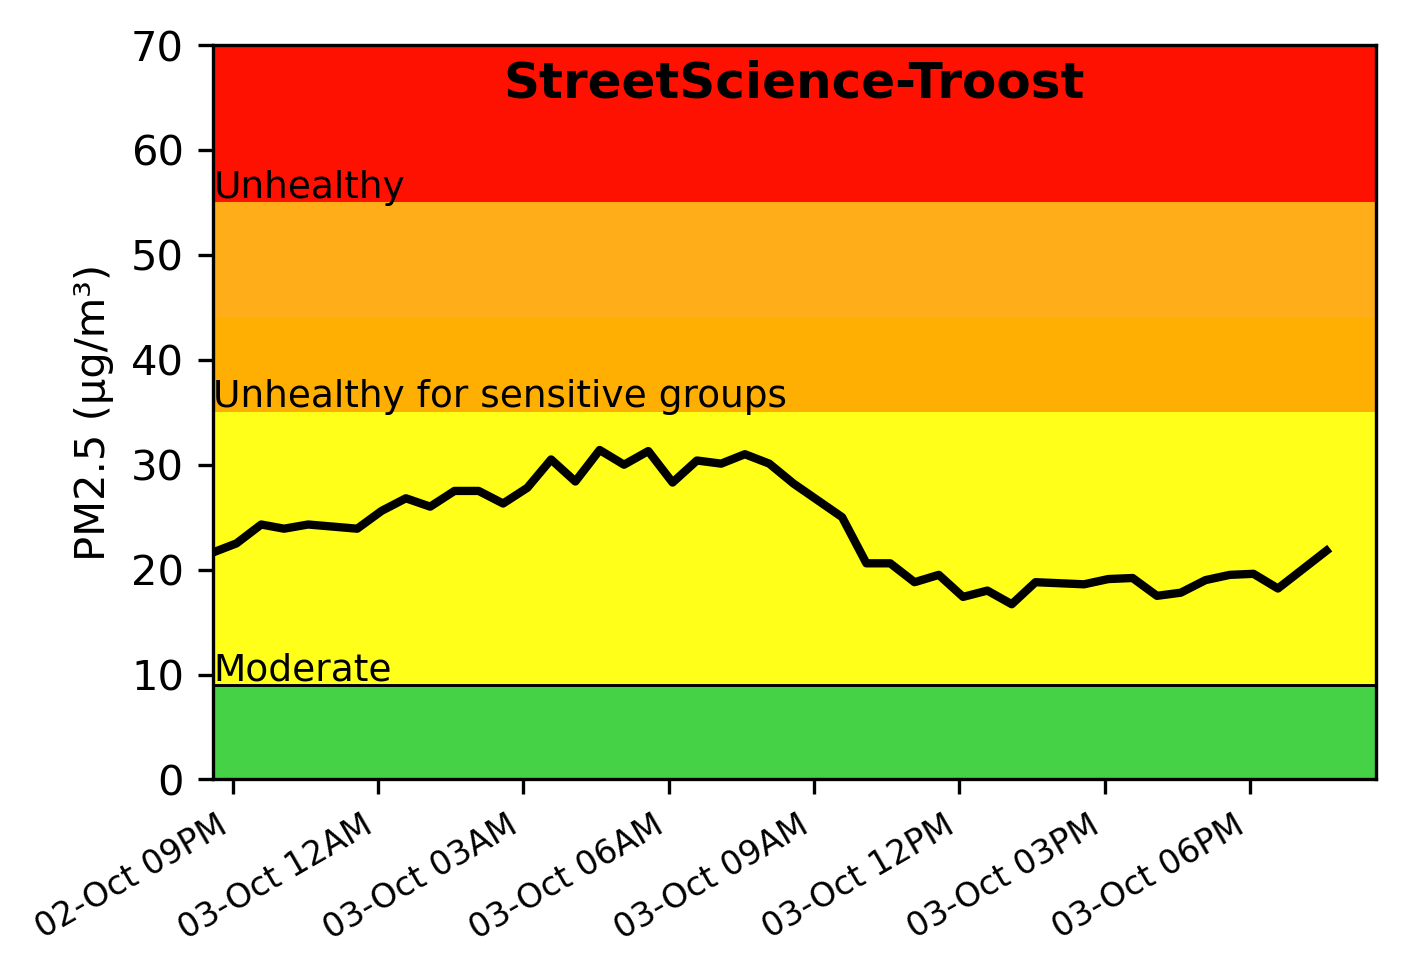 StreetScience-Troost
PM2.5 (µg/m³)
70
60
50
40
30
20
10
0
Unhealthy
Unhealthy for sensitive groups
Moderate
02-Oct 09PM
03-Oct 12AM
03-Oct 03AM
03-Oct 06AM
03-Oct 09AM
03-Oct 12PM
03-Oct 03PM
03-Oct 06PM